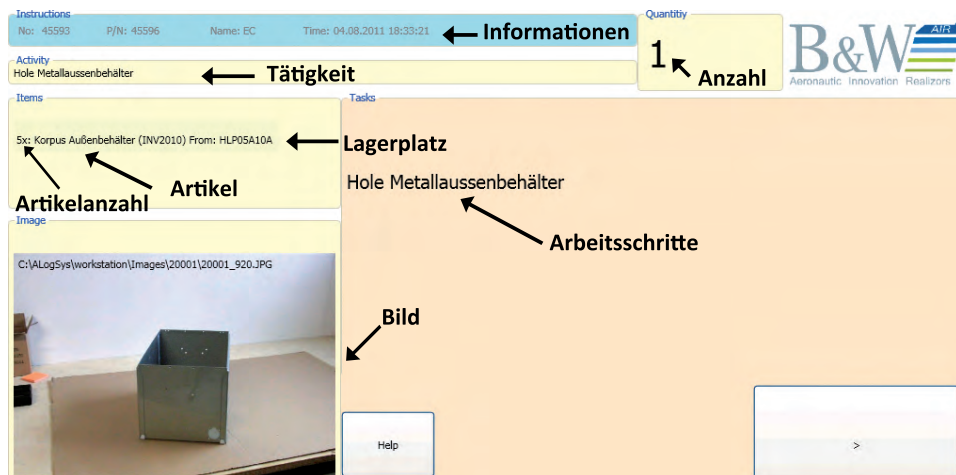 Instructions
No: 45593 P/N: 45596 Name: EC Time: 04.08.2011 18:33:21 Informationen
Quantitiy
1
Anzahl
B&W AIR
Aeronautic Innovation Realizors
Activity
Hole Metallaussenbehälter Tätigkeit
Items
5x: Korpus Außenbehälter (INV2010) From: HLP05A10A
Lagerplatz
Artikel
Artikelanzahl
Tasks
Hole Metallaussenbehälter
Arbeitsschritte
Image
C:\ALogSys\workstation\Images\20001\20001_920.JPG
Bild
Help
>